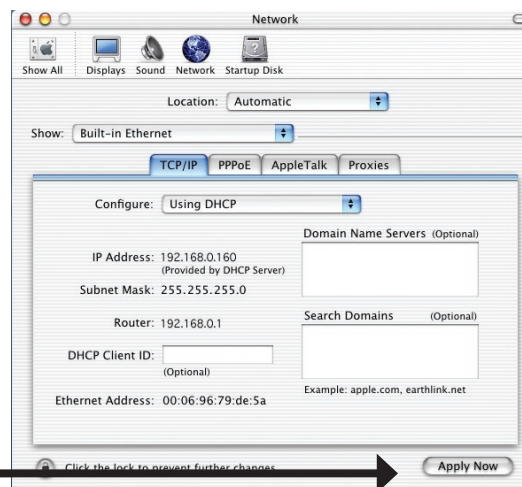 Network
Show All Displays Sound Network Startup Disk
Location: Automatic
Show: Built-in Ethernet
TCP/IP PPPoE AppleTalk Proxies
Configure: Using DHCP
Domain Name Servers (Optional)
IP Address: 192.168.0.160
(Provided by DHCP Server)
Subnet Mask: 255.255.255.0
Router: 192.168.0.1
Search Domains (Optional)
DHCP Client ID:
(Optional)
Example: apple.com, earthlink.net
Ethernet Address: 00:06:96:79:de:5a
Click the lock to prevent further changes.
Apply Now